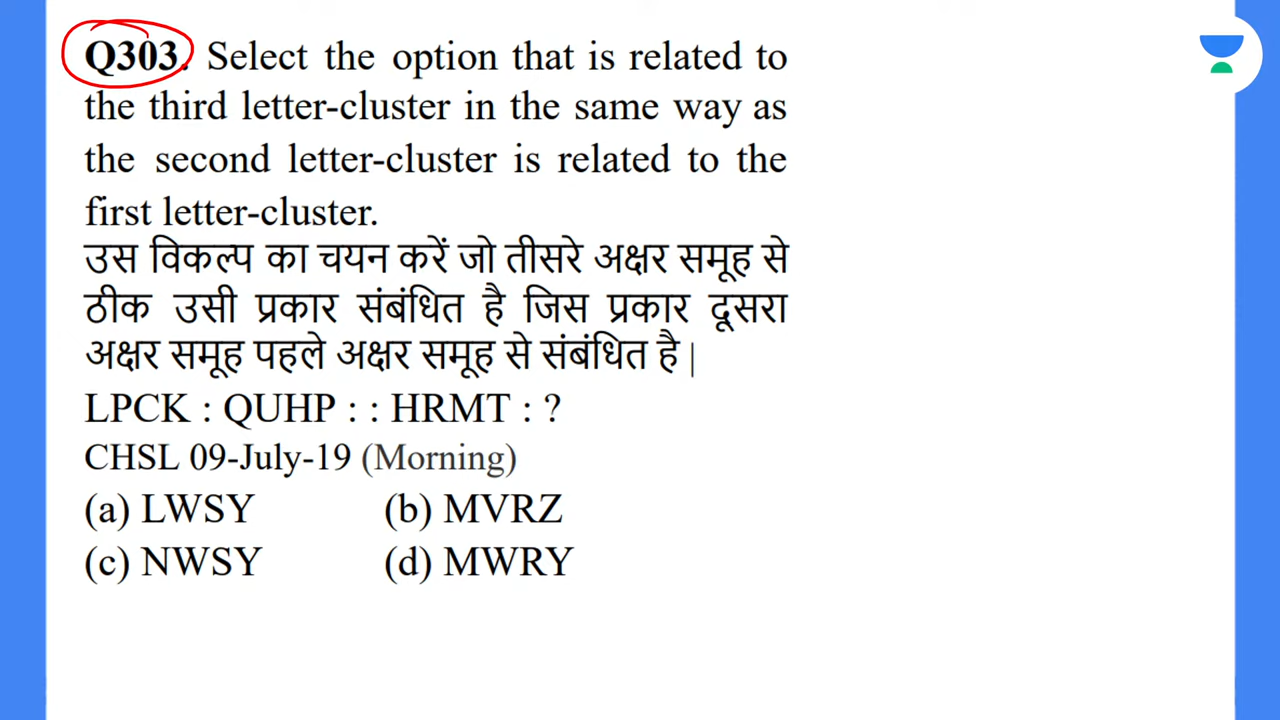 Q303. Select the option that is related to
the third letter-cluster in the same way as
the second letter-cluster is related to the
first letter-cluster.
उस विकल्प का चयन करें जो तीसरे अक्षर समूह से
ठीक उसी प्रकार संबंधित है जिस प्रकार दूसरा
अक्षर समूह पहले अक्षर समूह से संबंधित है |
LPCK : QUHP : : HRMT : ?
CHSL 09-July-19 (Morning)
(a) LWSY (b) MVRZ
(c) NWSY (d) MWRY